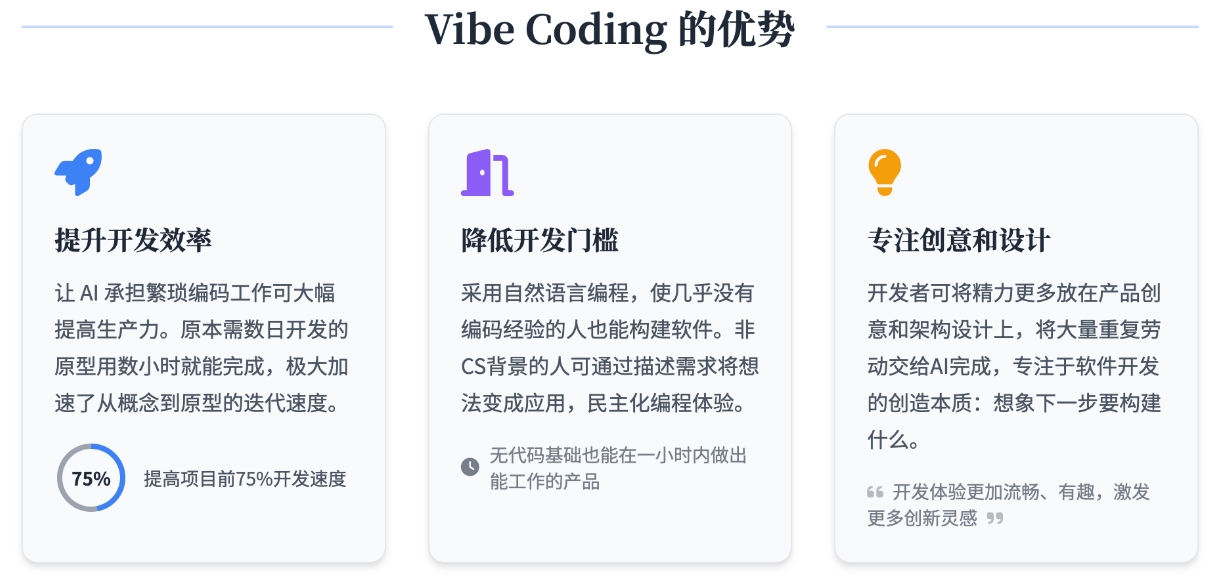 Vibe Coding 的优势
提升开发效率
让 AI 承担繁琐编码工作可大幅
提高生产力。原本需数日开发的
原型用数小时就能完成，极大加
速了从概念到原型的迭代速度。
75%
提高项目前75%开发速度
降低开发门槛
采用自然语言编程，使几乎没有
编码经验的人也能构建软件。非
CS背景的人可通过描述需求将想
法变成应用，民主化编程体验。
无代码基础也能在一小时内做出
能工作的产品
专注创意和设计
开发者可将精力更多放在产品创
意和架构设计上，将大量重复劳
动交给AI完成，专注于软件开发
的创造本质：想象下一步要构建
什么。
“ 开发体验更加流畅、有趣，激发
更多创新灵感 ”